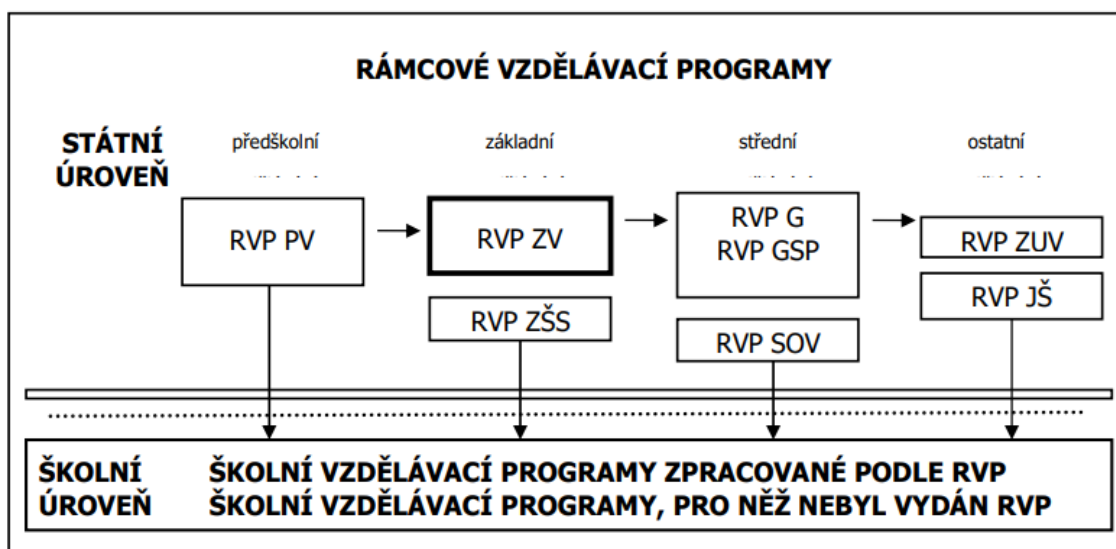 RÁMCOVÉ VZDĚLÁVACÍ PROGRAMY
STÁTNÍ ÚROVEŇ
předškolní
základní
střední
ostatní
RVP PV
RVP ZV
RVP G
RVP GSP
RVP ZUV
RVP ZŠS
RVP SOV
RVP JŠ
ŠKOLNÍ ÚROVEŇ
ŠKOLNÍ VZDĚLÁVACÍ PROGRAMY ZPRACOVANÉ PODLE RVP
ŠKOLNÍ VZDĚLÁVACÍ PROGRAMY, PRO NĚŽ NEBYL VYDÁN RVP